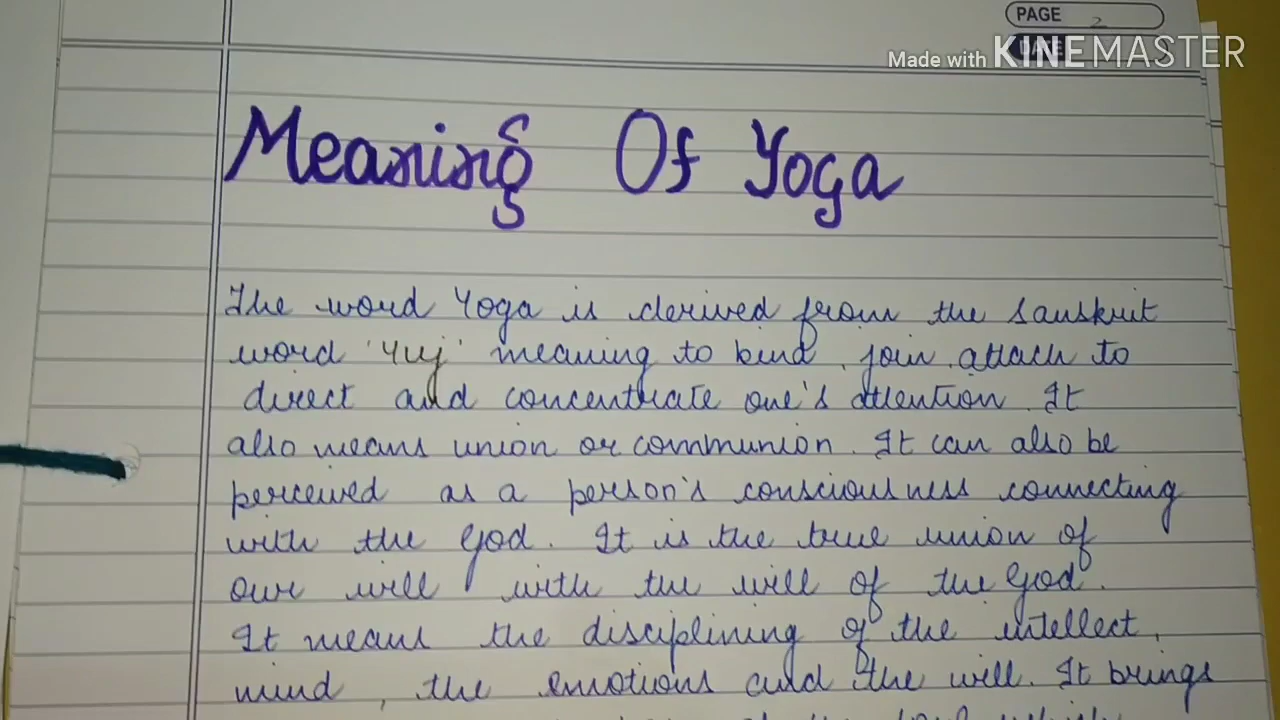 PAGE 2
DATE
Made with KINEMASTER
Meaning Of Yoga
The word Yoga is derived from the Sanskrit
word 'Yuj' meaning to bind, join, attach to
direct and concentrate one's attention. It
also means union or communion. It can also be
perceived as a person's consciousness connecting
with the God. It is the true union of
our will with the will of the God.
It means the disciplining of the intellect,
mind, the emotions and the will. It brings